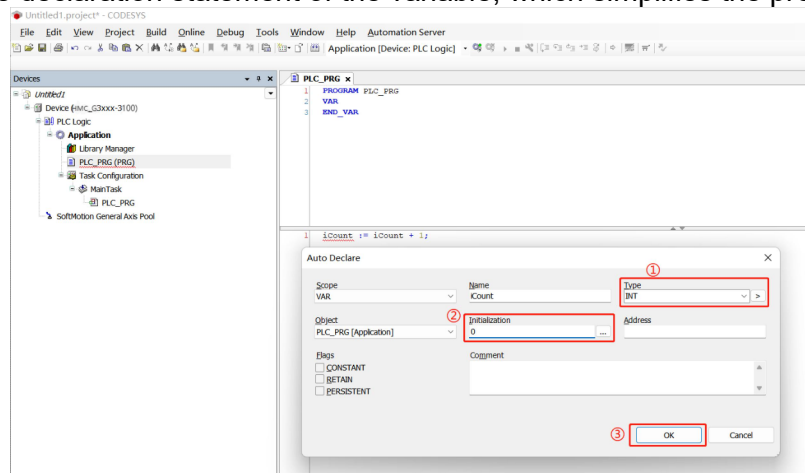 declaration statement of the variable, which simplifies the
Untitled1.project* - CODESYS
File Edit View Project Build Online Debug Tools Window Help Automation Server
Application [Device: PLC Logic]
Devices
PLC_PRG
Untitled1
Device (HMC_G3xxx-3100)
PLC Logic
Application
Library Manager
PLC_PRG (PRG)
Task Configuration
MainTask
PLC_PRG
SoftMotion General Axis Pool
1 PROGRAM PLC_PRG
2 VAR
3 END_VAR
1 iCount := iCount + 1;
Auto Declare
①
Scope Name Type
VAR iCount INT >
②
Object Initialization Address
PLC_PRG [Application] 0 ...
Flags Comment
CONSTANT
RETAIN
PERSISTENT
③ OK Cancel